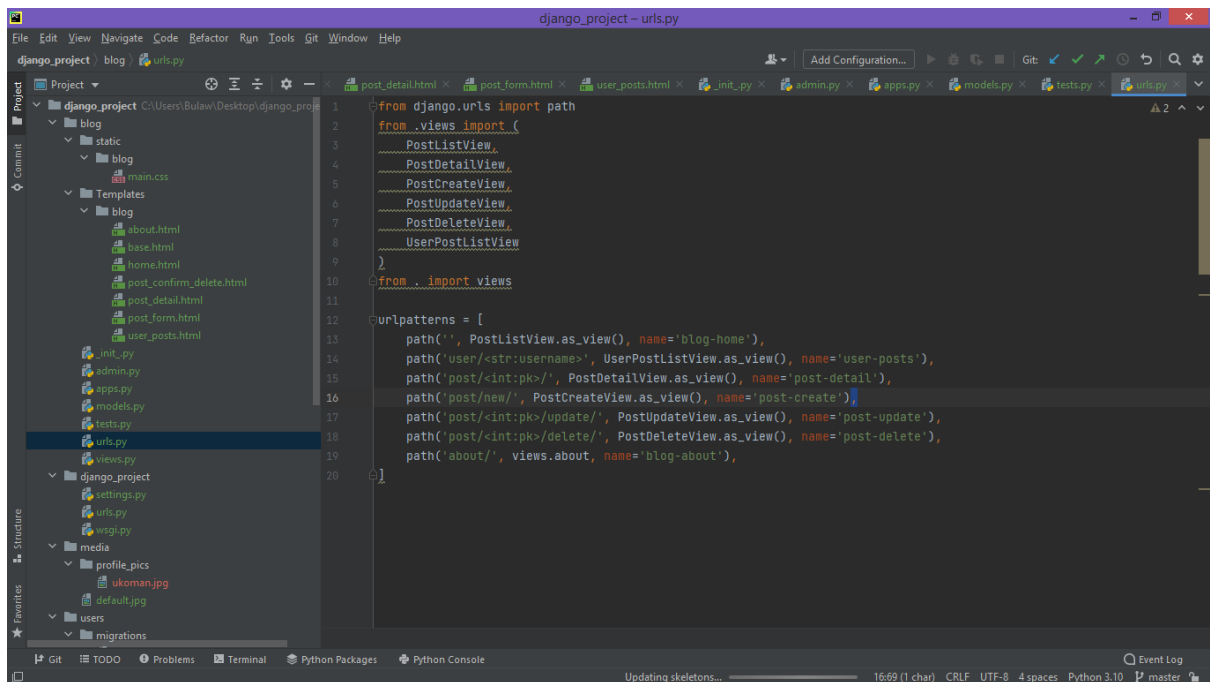 django_project – urls.py
File Edit View Navigate Code Refactor Run Tools Git Window Help
django_project blog urls.py Add Configuration... Git:
Project post_detail.html post_form.html user_posts.html _init_.py admin.py apps.py models.py tests.py urls.py
django_project C:\Users\Bulaw\Desktop\django_proje
blog
static
blog
main.css
Templates
blog
about.html
base.html
home.html
post_confirm_delete.html
post_detail.html
post_form.html
user_posts.html
_init_.py
admin.py
apps.py
models.py
tests.py
urls.py
views.py
django_project
settings.py
urls.py
wsgi.py
media
profile_pics
ukoman.jpg
default.jpg
users
migrations
Project
Commit
Structure
Favorites
1 from django.urls import path
2 from .views import (
3 PostListView,
4 PostDetailView,
5 PostCreateView,
6 PostUpdateView,
7 PostDeleteView,
8 UserPostListView
9 )
10 from . import views
11
12 urlpatterns = [
13 path('', PostListView.as_view(), name='blog-home'),
14 path('user/<str:username>', UserPostListView.as_view(), name='user-posts'),
15 path('post/<int:pk>/', PostDetailView.as_view(), name='post-detail'),
16 path('post/new/', PostCreateView.as_view(), name='post-create'),
17 path('post/<int:pk>/update/', PostUpdateView.as_view(), name='post-update'),
18 path('post/<int:pk>/delete/', PostDeleteView.as_view(), name='post-delete'),
19 path('about/', views.about, name='blog-about'),
20 ]
2
Git TODO Problems Terminal Python Packages Python Console Event Log
Updating skeletons... 16:69 (1 char) CRLF UTF-8 4 spaces Python 3.10 master